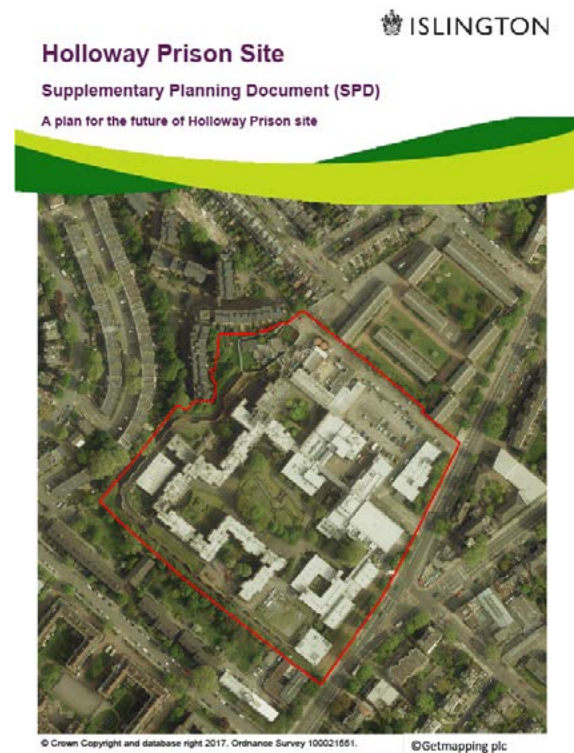 ISLINGTON
Holloway Prison Site
Supplementary Planning Document (SPD)
A plan for the future of Holloway Prison site
© Crown Copyright and database right 2017. Ordnance Survey 100021551.
©Getmapping plc